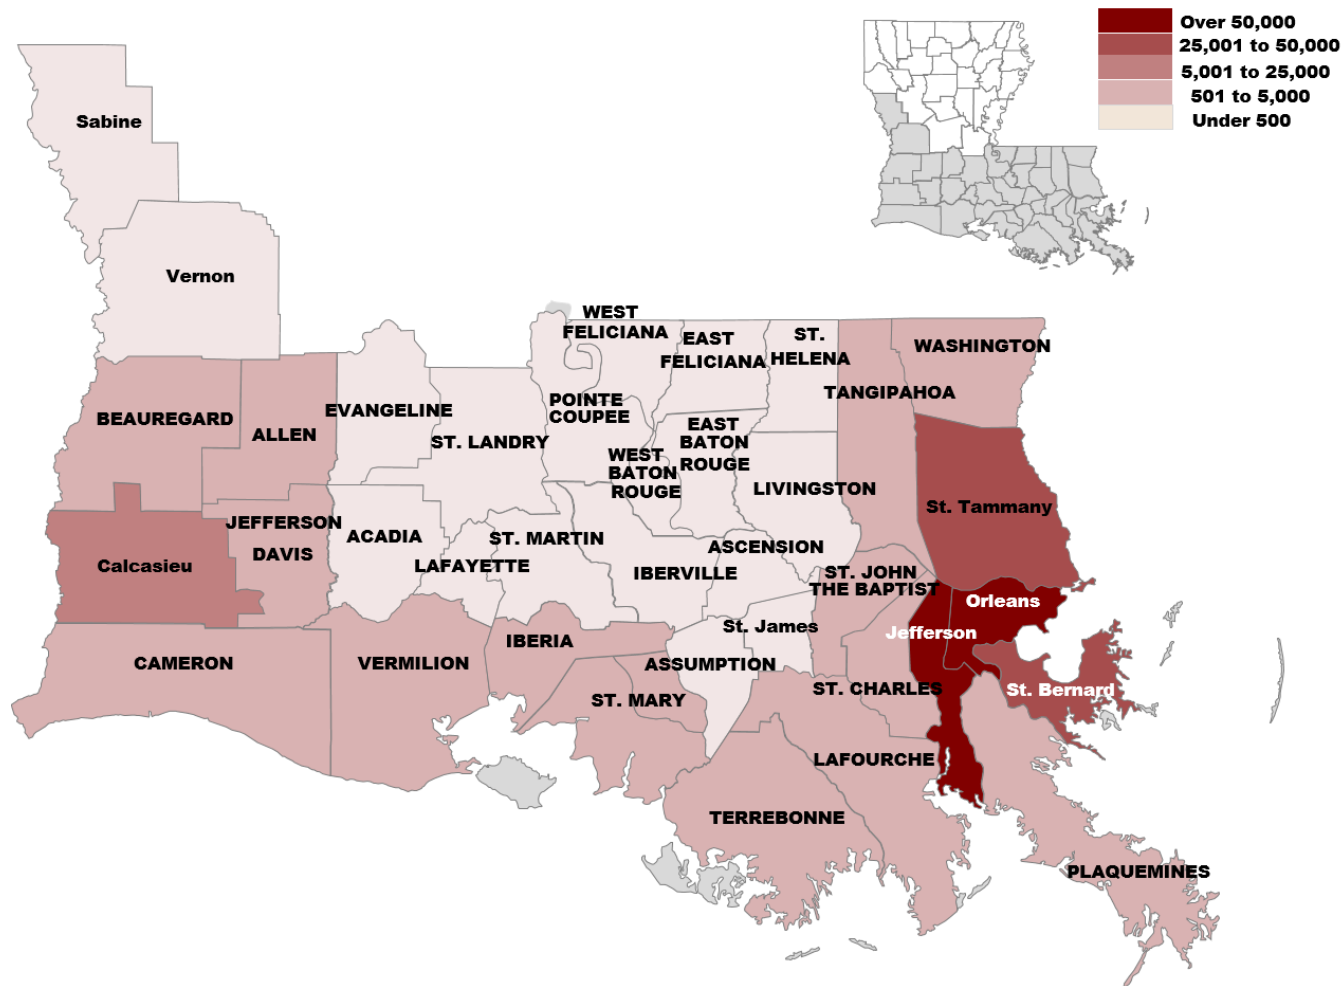 Over 50,000
25,001 to 50,000
5,001 to 25,000
501 to 5,000
Under 500
Sabine
Vernon
WEST
FELICIANA
EAST
FELICIANA
ST.
HELENA
WASHINGTON
TANGIPAHOA
BEAUREGARD
ALLEN
EVANGELINE
ST. LANDRY
POINTE
COUPEE
WEST
BATON
ROUGE
EAST
BATON
ROUGE
LIVINGSTON
St. Tammany
Calcasieu
JEFFERSON
DAVIS
ACADIA
LAFAYETTE
ST. MARTIN
IBERVILLE
ASCENSION
ST. JOHN
THE BAPTIST
Orleans
Jefferson
St. James
CAMERON
VERMILION
IBERIA
ASSUMPTION
ST. MARY
ST. CHARLES
St. Bernard
LAFOURCHE
TERREBONNE
PLAQUEMINES